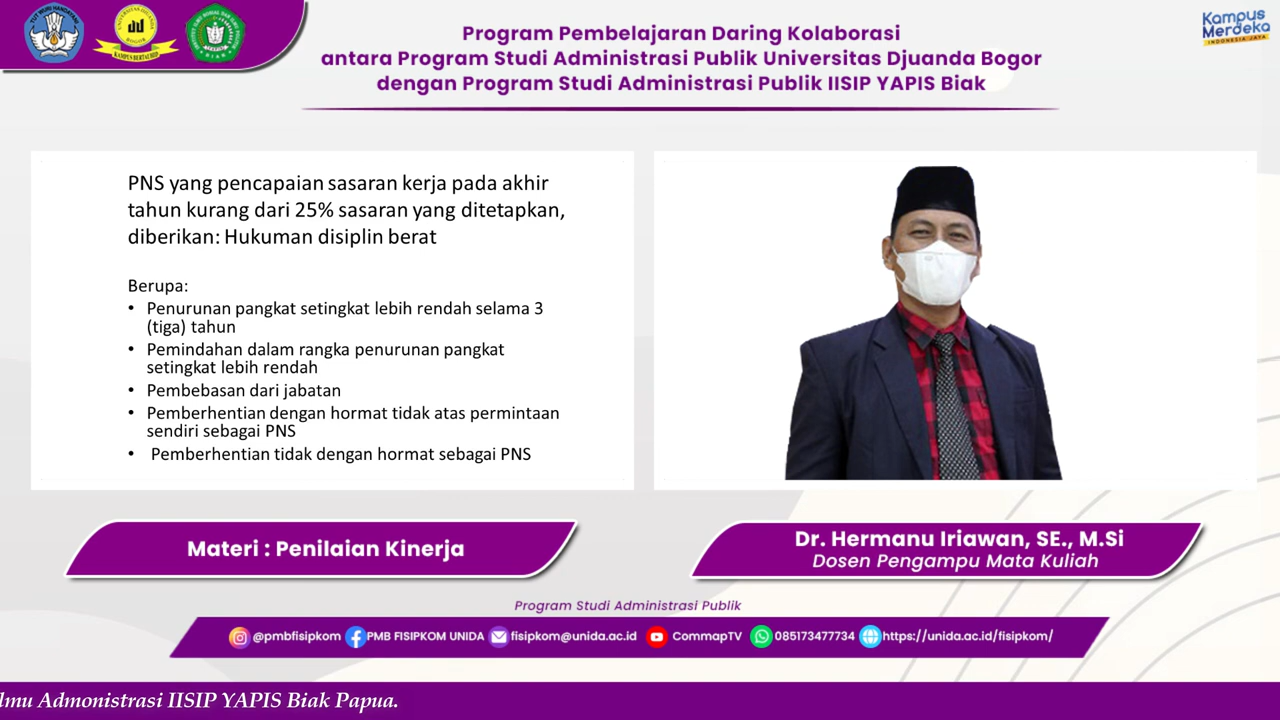 Program Pembelajaran Daring Kolaborasi
antara Program Studi Administrasi Publik Universitas Djuanda Bogor
dengan Program Studi Administrasi Publik IISIP YAPIS Biak
Kampus
Merdeka
INDONESIA JAYA
PNS yang pencapaian sasaran kerja pada akhir
tahun kurang dari 25% sasaran yang ditetapkan,
diberikan: Hukuman disiplin berat
Berupa:
• Penurunan pangkat setingkat lebih rendah selama 3
(tiga) tahun
• Pemindahan dalam rangka penurunan pangkat
setingkat lebih rendah
• Pembebasan dari jabatan
• Pemberhentian dengan hormat tidak atas permintaan
sendiri sebagai PNS
• Pemberhentian tidak dengan hormat sebagai PNS
Materi : Penilaian Kinerja
Dr. Hermanu Iriawan, SE., M.Si
Dosen Pengampu Mata Kuliah
Program Studi Administrasi Publik
@pmbfisipkom PMB FISIPKOM UNIDA fisipkom@unida.ac.id CommapTV 085173477734 https://unida.ac.id/fisipkom/
lmu Admonistrasi IISIP YAPIS Biak Papua.